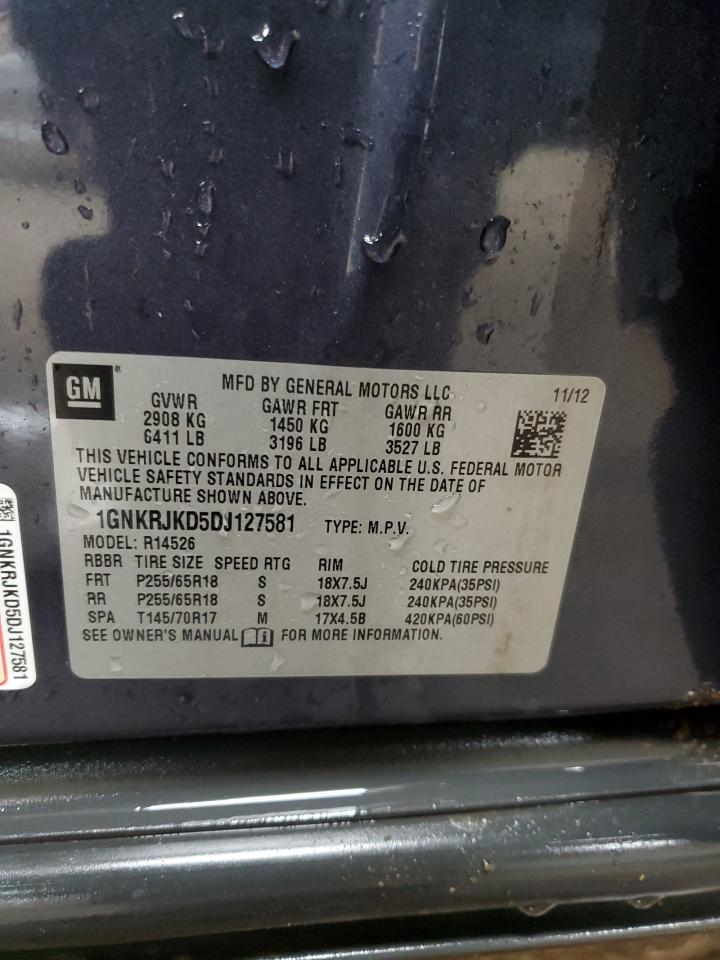 GM
MFD BY GENERAL MOTORS LLC 11/12
GVWR GAWR FRT GAWR RR
2908 KG 1450 KG 1600 KG
6411 LB 3196 LB 3527 LB
THIS VEHICLE CONFORMS TO ALL APPLICABLE U.S. FEDERAL MOTOR
VEHICLE SAFETY STANDARDS IN EFFECT ON THE DATE OF
MANUFACTURE SHOWN ABOVE.
1GNKRJKD5DJ127581 TYPE: M.P.V.
MODEL: R14526
RBBR TIRE SIZE SPEED RTG RIM COLD TIRE PRESSURE
FRT P255/65R18 S 18X7.5J 240KPA(35PSI)
RR P255/65R18 S 18X7.5J 240KPA(35PSI)
SPA T145/70R17 M 17X4.5B 420KPA(60PSI)
SEE OWNER'S MANUAL FOR MORE INFORMATION.
1GNKRJKD5DJ127581